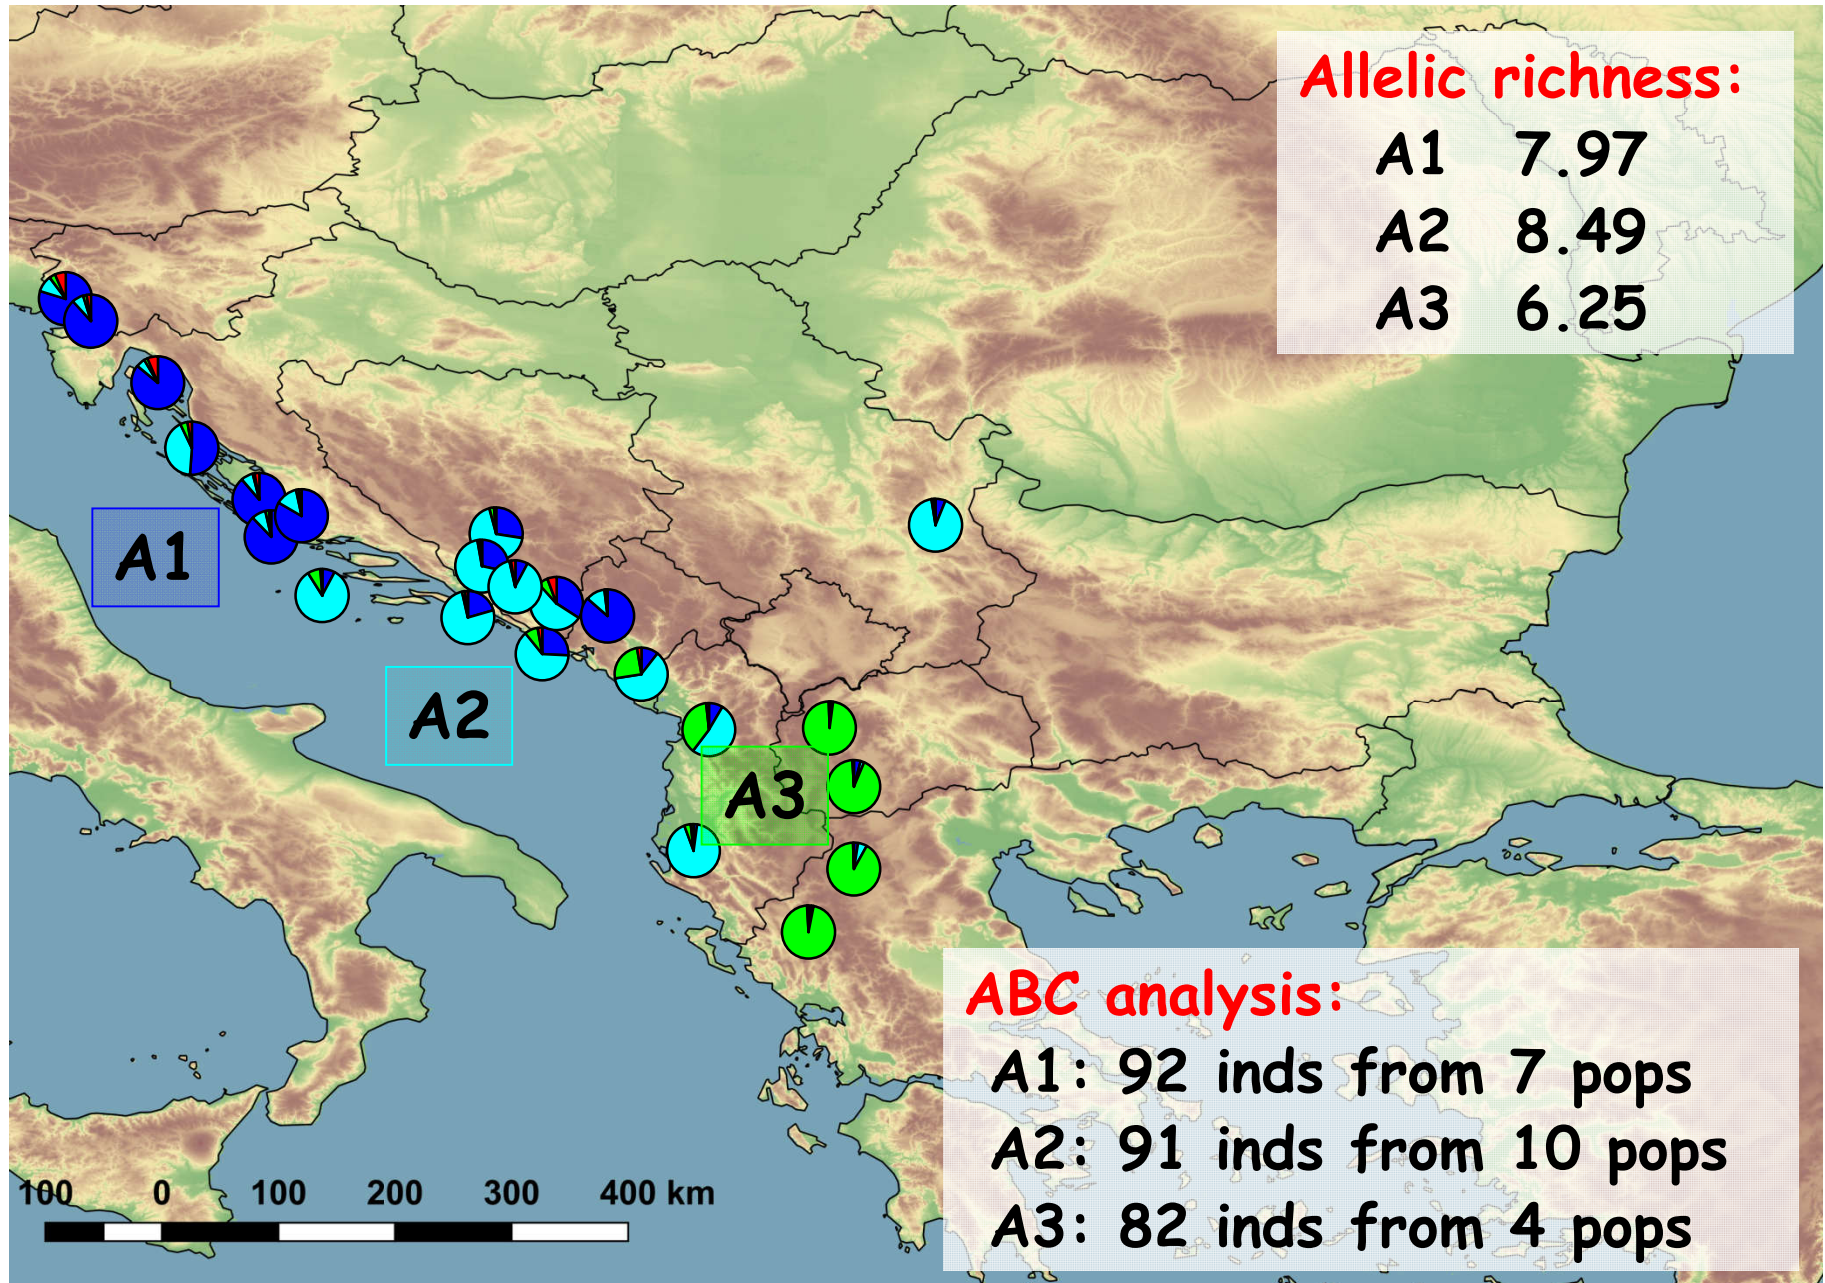 Allelic richness:
A1 7.97
A2 8.49
A3 6.25
A1
A2
A3
ABC analysis:
A1: 92 inds from 7 pops
A2: 91 inds from 10 pops
A3: 82 inds from 4 pops
100 0 100 200 300 400 km